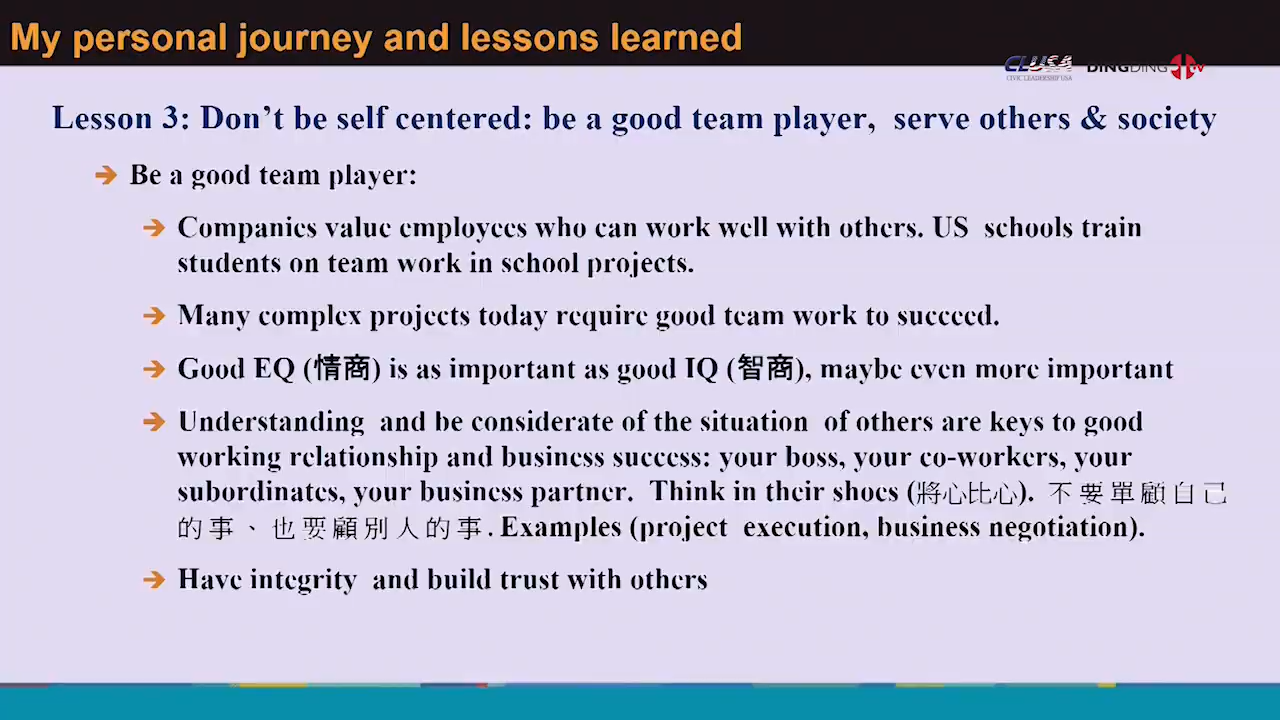 My personal journey and lessons learned
CLUSA
CIVIC LEADERSHIP USA
DINGDING TV
Lesson 3: Don't be self centered: be a good team player, serve others & society
Be a good team player:
Companies value employees who can work well with others. US schools train
students on team work in school projects.
Many complex projects today require good team work to succeed.
Good EQ (情商) is as important as good IQ (智商), maybe even more important
Understanding and be considerate of the situation of others are keys to good
working relationship and business success: your boss, your co-workers, your
subordinates, your business partner. Think in their shoes (將心比心). 不要單顧自己
的事、也要顧別人的事. Examples (project execution, business negotiation).
Have integrity and build trust with others